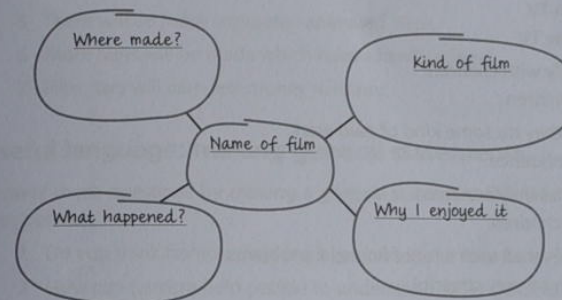 Where made?
Kind of film
Name of film
What happened?
Why I enjoyed it